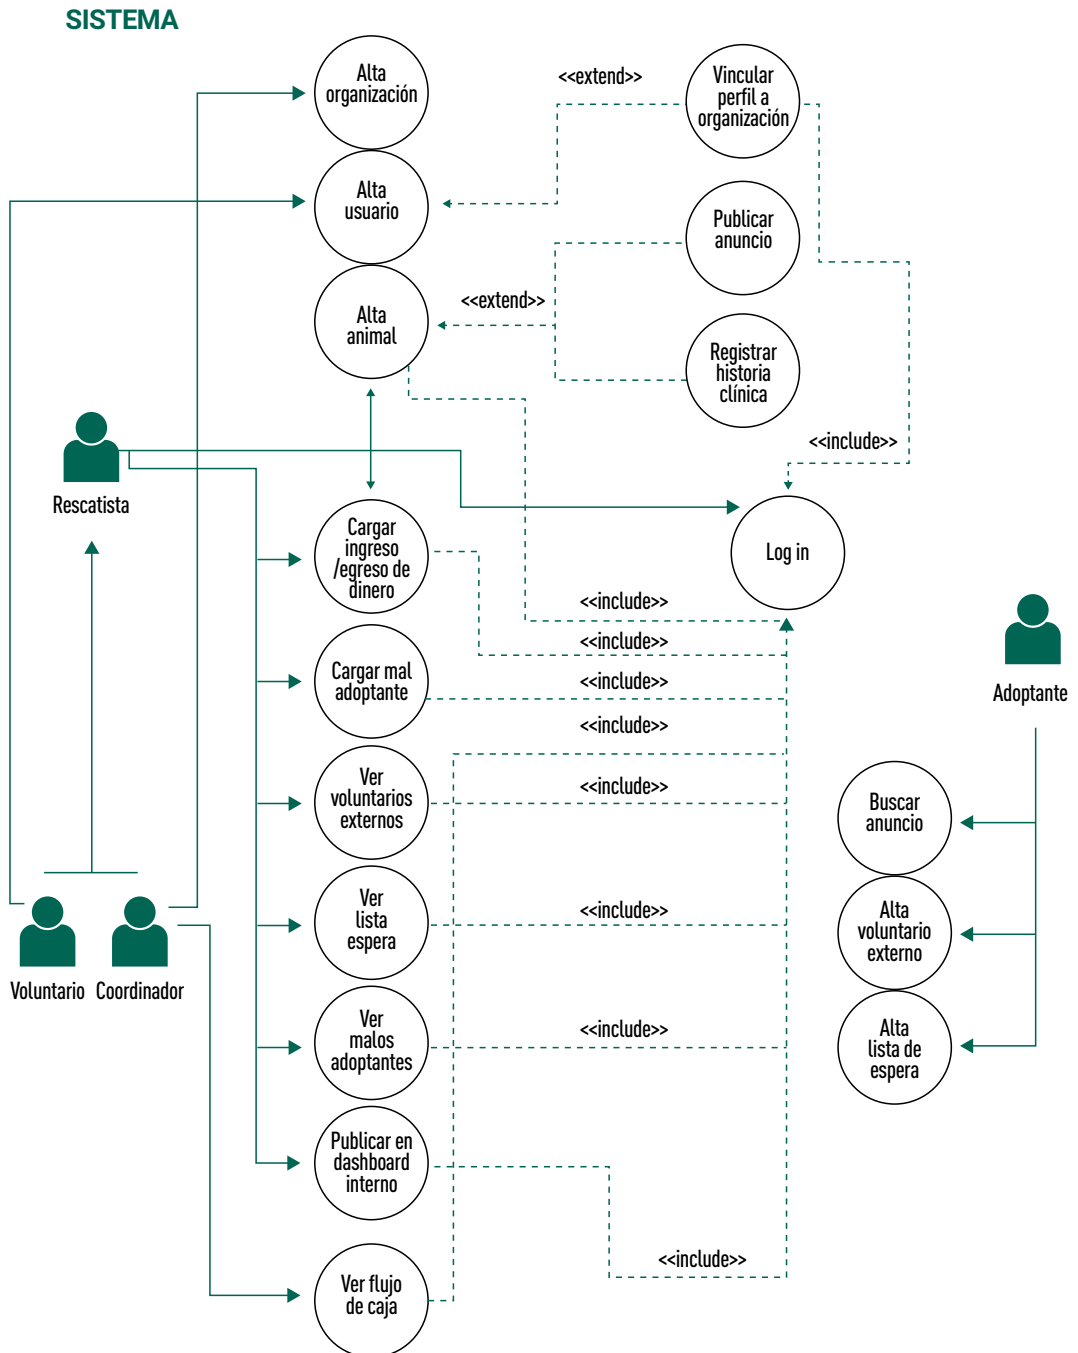 SISTEMA
Alta
organización
<<extend>>
Vincular
perfil a
organización
Alta
usuario
Publicar
anuncio
Alta
animal
<<extend>>
Registrar
historia
clínica
<<include>>
Rescatista
Cargar
ingreso
/egreso de
dinero
Log in
<<include>>
<<include>>
Cargar mal
adoptante
<<include>>
Adoptante
<<include>>
Ver
voluntarios
externos
<<include>>
Buscar
anuncio
Ver
lista
espera
<<include>>
Alta
voluntario
externo
Voluntario
Coordinador
Ver
malos
adoptantes
<<include>>
Alta
lista de
espera
Publicar en
dashboard
interno
<<include>>
Ver flujo
de caja